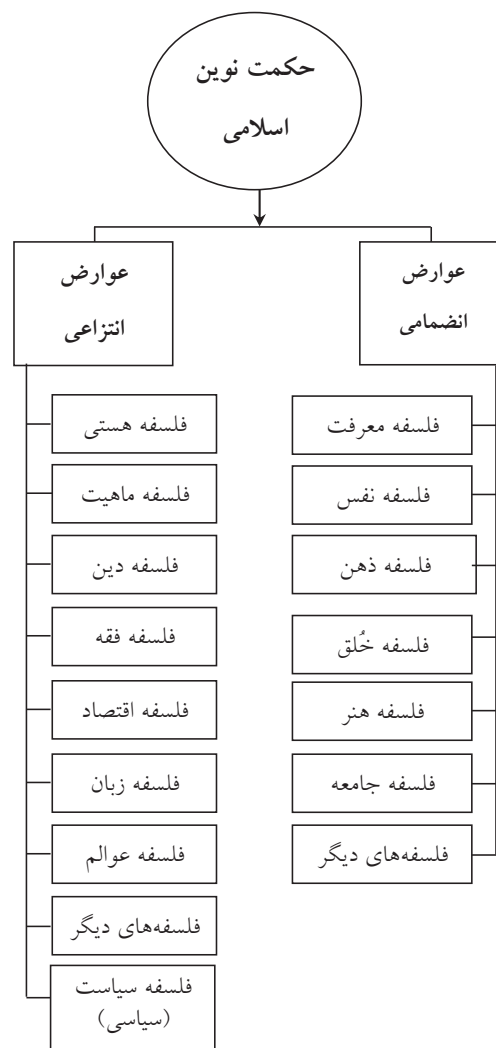 حکمت نوین
اسلامی
عوارض
انضمامی
فلسفه معرفت
فلسفه نفس
فلسفه ذهن
فلسفه خُلق
فلسفه هنر
فلسفه جامعه
فلسفه‌های دیگر
عوارض
انتزاعی
فلسفه هستی
فلسفه ماهیت
فلسفه دین
فلسفه فقه
فلسفه اقتصاد
فلسفه زبان
فلسفه عوالم
فلسفه‌های دیگر
فلسفه سیاست
(سیاسی)